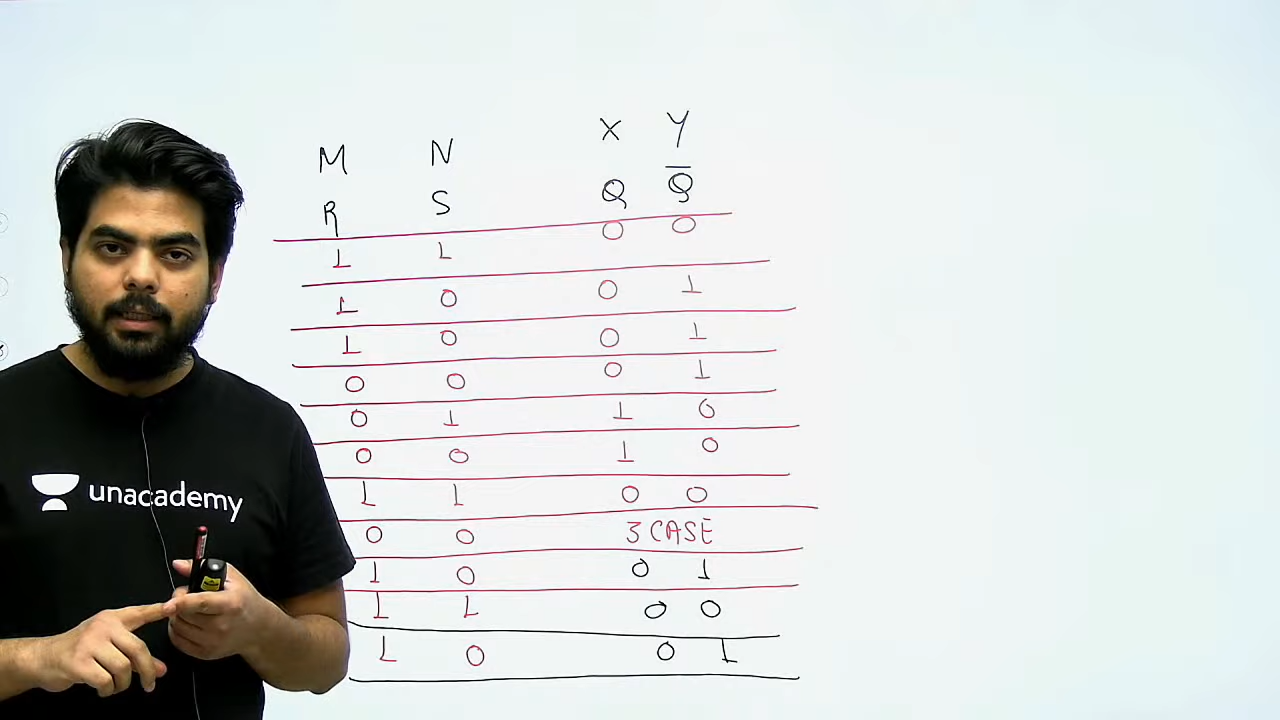 M N X Y
R S Q Q̅
1 1 0 0
1 0 0 1
1 0 0 1
0 0 0 1
0 1 1 0
0 0 1 0
1 1 0 0
0 0 3 CASE
1 0 0 1
1 1 0 0
1 0 0 1
unacademy